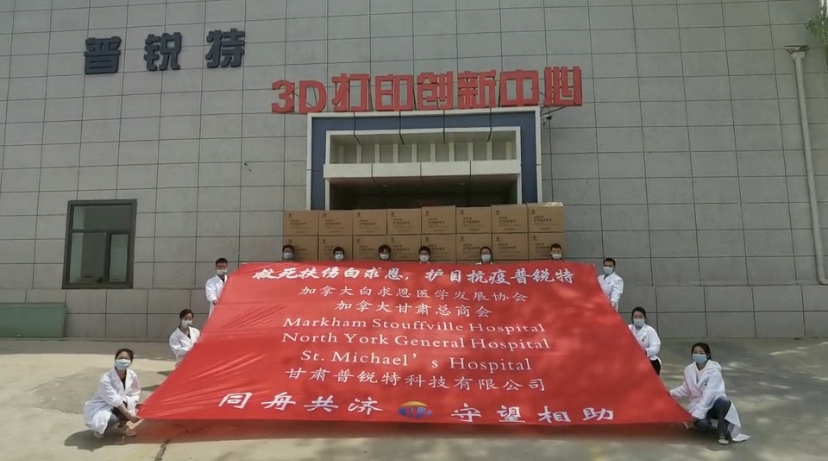 普锐特
3D打印创新中心
救死扶伤白求恩，护目抗疫普锐特
加拿大白求恩医学发展协会
加拿大甘肃总商会
Markham Stouffville Hospital
North York General Hospital
St. Michael’s Hospital
甘肃普锐特科技有限公司
同舟共济 守望相助